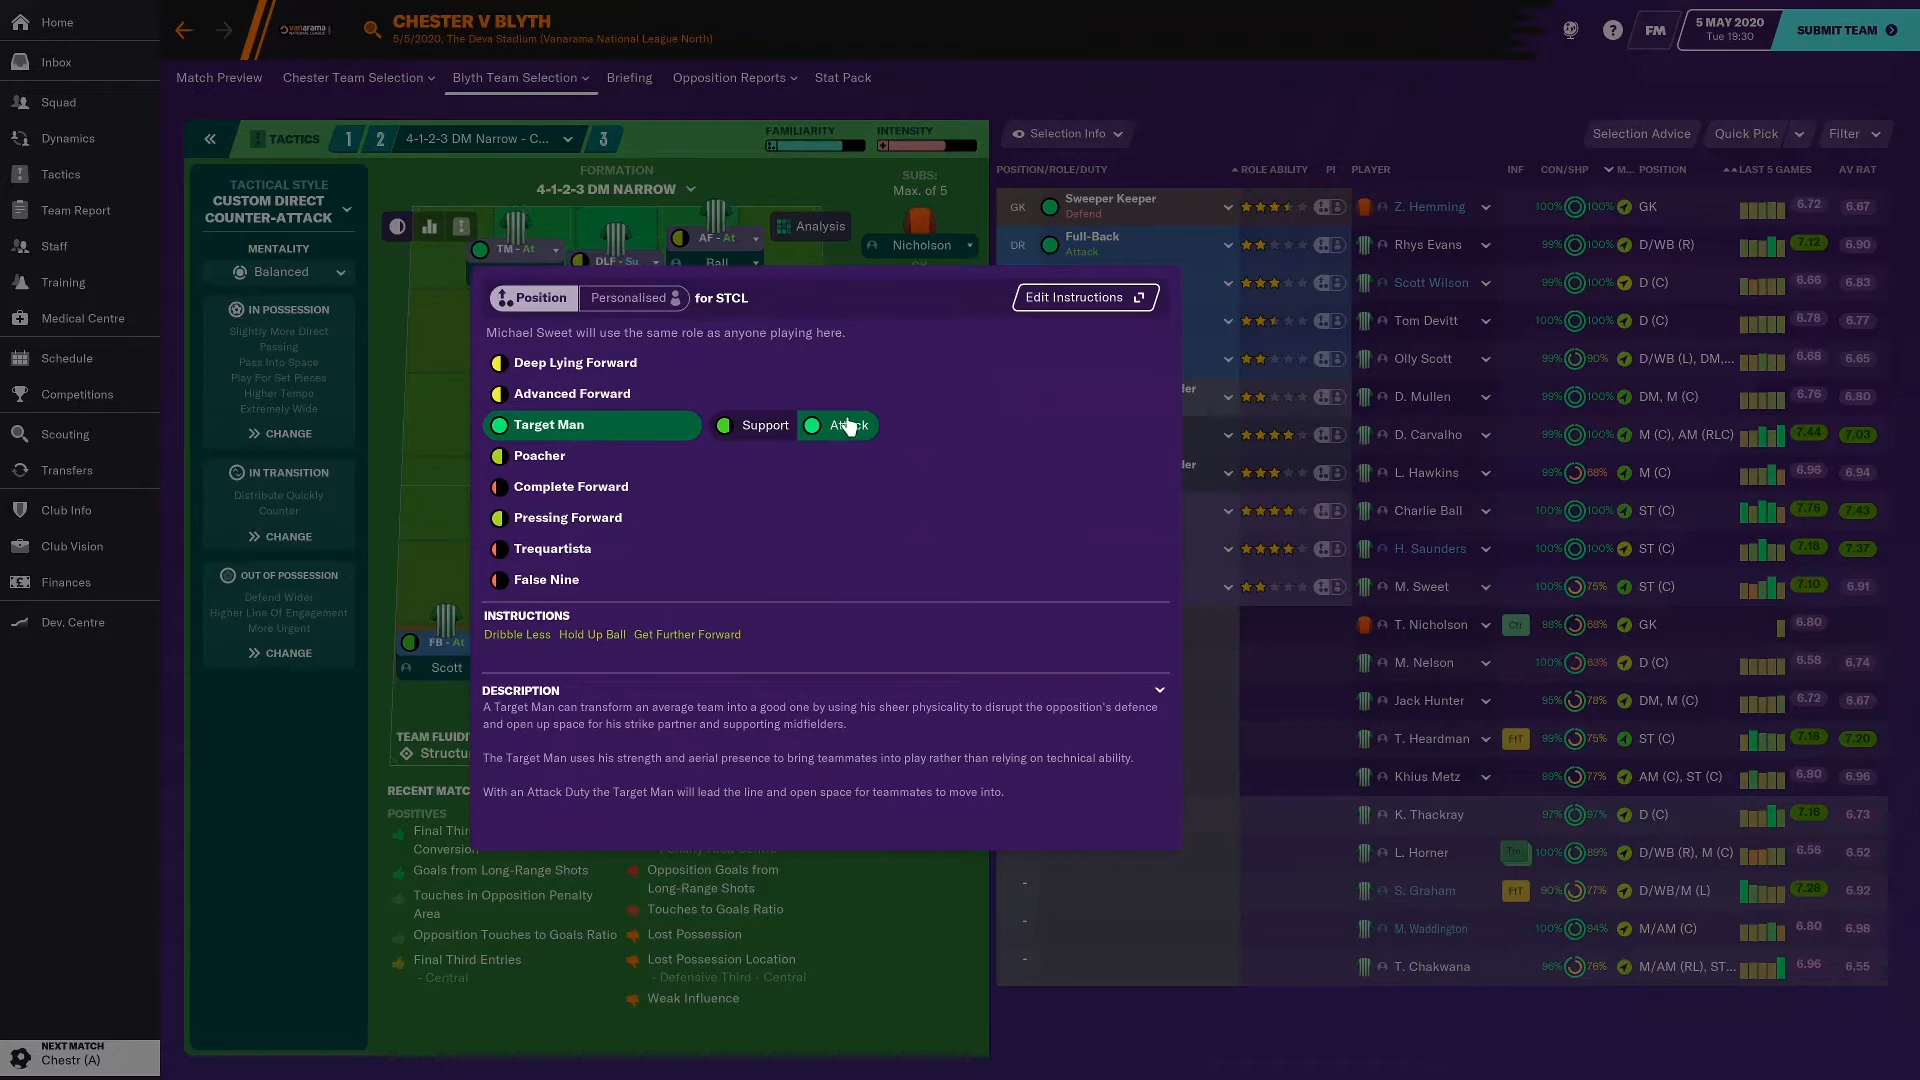 Home
Inbox
Squad
Dynamics
Tactics
Team Report
Staff
Training
Medical Centre
Schedule
Competitions
Scouting
Transfers
Club Info
Club Vision
Finances
Dev. Centre
NEXT MATCH
Chestr (A)
CHESTER V BLYTH
5/5/2020, The Deva Stadium (Vanarama National League North)
FM
5 MAY 2020
Tue 19:30
SUBMIT TEAM
Match Preview
Chester Team Selection
Blyth Team Selection
Briefing
Opposition Reports
Stat Pack
TACTICS
1
2
4-1-2-3 DM Narrow - C...
3
FAMILIARITY
INTENSITY
TACTICAL STYLE
CUSTOM DIRECT
COUNTER-ATTACK
MENTALITY
Balanced
IN POSSESSION
Slightly More Direct
Passing
Pass Into Space
Play For Set Pieces
Higher Tempo
Extremely Wide
CHANGE
IN TRANSITION
Distribute Quickly
Counter
CHANGE
OUT OF POSSESSION
Defend Wider
Higher Line Of Engagement
More Urgent
CHANGE
FORMATION
4-1-2-3 DM NARROW
SUBS:
Max. of 5
Analysis
TM - At
DLF - Su
AF - At
Ball
Nicholson
GK
FB - At
Scott
TEAM FLUIDI
Structu
RECENT MATC
POSITIVES
Final Thir
Conversion
Goals from Long-Range Shots
Touches in Opposition Penalty
Area
Opposition Touches to Goals Ratio
Final Third Entries
- Central
Penalty Area Centre
Opposition Goals from
Long-Range Shots
Touches to Goals Ratio
Lost Possession
Lost Possession Location
- Defensive Third - Central
Weak Influence
Position
Personalised
for STCL
Edit Instructions
Michael Sweet will use the same role as anyone playing here.
Deep Lying Forward
Advanced Forward
Target Man
Support
Poacher
Complete Forward
Pressing Forward
Trequartista
False Nine
INSTRUCTIONS
Dribble Less Hold Up Ball Get Further Forward
DESCRIPTION
A Target Man can transform an average team into a good one by using his sheer physicality to disrupt the opposition's defence
and open up space for his strike partner and supporting midfielders.
The Target Man uses his strength and aerial presence to bring teammates into play rather than relying on technical ability.
With an Attack Duty the Target Man will lead the line and open space for teammates to move into.
Selection Info
Selection Advice
Quick Pick
Filter
POSITION/ROLE/DUTY ROLE ABILITY PI PLAYER INF CON/SHP M... POSITION LAST 5 GAMES AV RAT
GK Sweeper Keeper Defend Z. Hemming 100% 100% GK 6.72 6.67
DR Full-Back Attack Rhys Evans 99% 100% D/WB (R) 7.12 6.90
Scott Wilson 99% 100% D (C) 6.66 6.83
Tom Devitt 99% 100% D (C) 6.78 6.77
Olly Scott 99% 90% D/WB (L), DM,... 6.68 6.65
der D. Mullen 99% 100% DM, M (C) 6.76 6.80
D. Carvalho 99% 100% M (C), AM (RLC) 7.44 7.03
der L. Hawkins 99% 68% M (C) 6.96 6.94
Charlie Ball 100% 100% ST (C) 7.76 7.43
H. Saunders 100% 100% ST (C) 7.18 7.37
M. Sweet 100% 75% ST (C) 7.10 6.91
T. Nicholson Ctr 98% 68% GK 6.80
M. Nelson 100% 63% D (C) 6.58 6.74
Jack Hunter 95% 78% DM, M (C) 6.72 6.67
T. Heardman FtT 99% 75% ST (C) 7.18 7.20
Khius Metz 99% 77% AM (C), ST (C) 6.80 6.96
K. Thackray 97% 97% D (C) 7.16 6.73
L. Horner Trn 100% 89% D/WB (R), M (C) 6.56 6.52
- S. Graham FtT 90% 77% D/WB/M (L) 7.28 6.92
- M. Waddington 100% 94% M/AM (C) 6.80 6.98
- T. Chakwana 96% 76% M/AM (RL), ST... 6.96 6.55